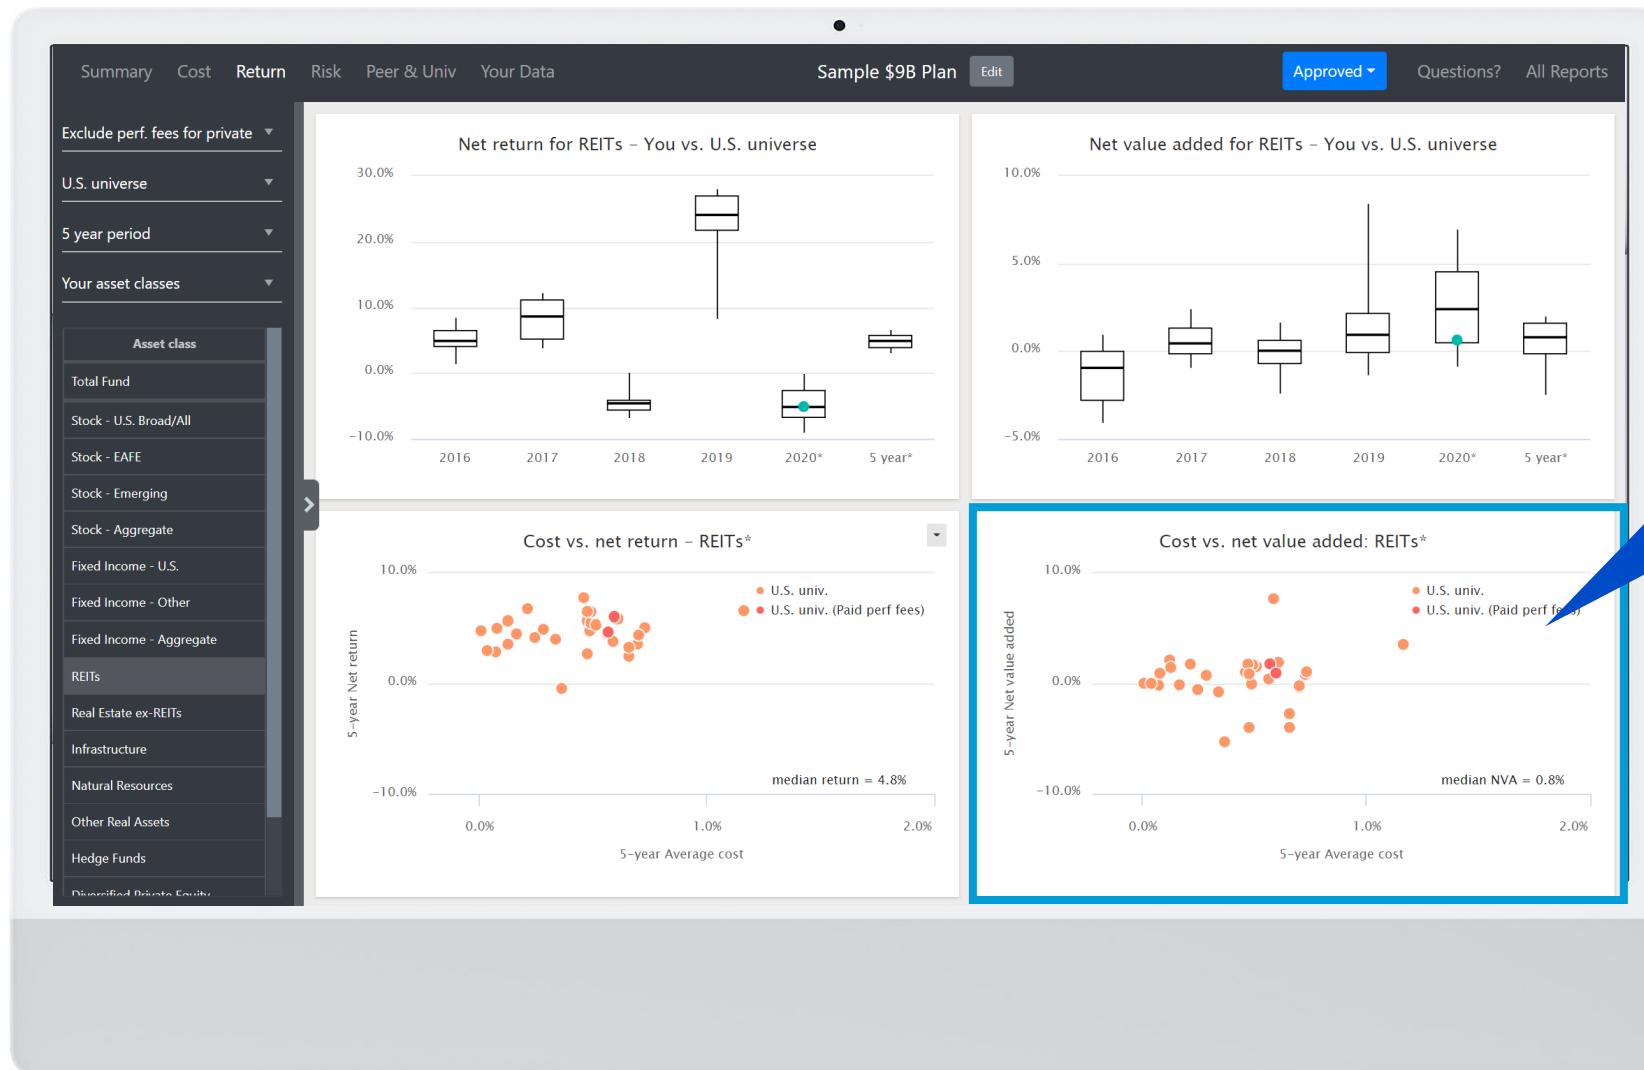 Summary Cost Return Risk Peer & Univ Your Data Sample $9B Plan Edit Approved Questions? All Reports
Exclude perf. fees for private
U.S. universe
5 year period
Your asset classes
Asset class
Total Fund
Stock - U.S. Broad/All
Stock - EAFE
Stock - Emerging
Stock - Aggregate
Fixed Income - U.S.
Fixed Income - Other
Fixed Income - Aggregate
REITs
Real Estate ex-REITs
Infrastructure
Natural Resources
Other Real Assets
Hedge Funds
Diversified Private Equity
Net return for REITs – You vs. U.S. universe
30.0%
20.0%
10.0%
0.0%
-10.0%
2016 2017 2018 2019 2020* 5 year*
Net value added for REITs – You vs. U.S. universe
10.0%
5.0%
0.0%
-5.0%
2016 2017 2018 2019 2020* 5 year*
Cost vs. net return – REITs*
10.0%
U.S. univ.
U.S. univ. (Paid perf fees)
5-year Net return
0.0%
median return = 4.8%
-10.0%
0.0% 1.0% 2.0%
5-year Average cost
Cost vs. net value added: REITs*
10.0%
U.S. univ.
U.S. univ. (Paid perf fees)
5-year Net value added
0.0%
median NVA = 0.8%
-10.0%
0.0% 1.0% 2.0%
5-year Average cost